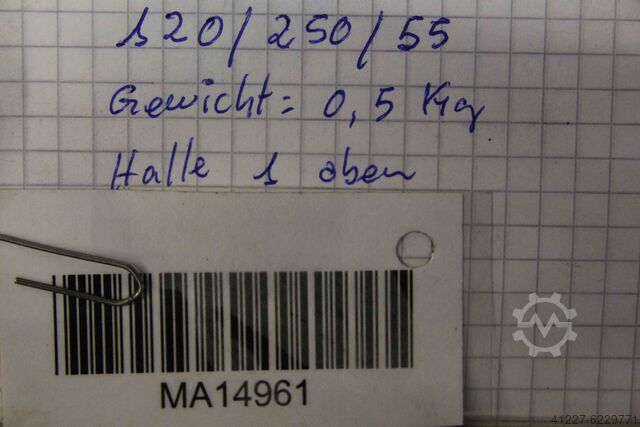 120/250/55
Gewicht: 0,5 Kg
Halle 1 oben
MA14961
41227-6229771